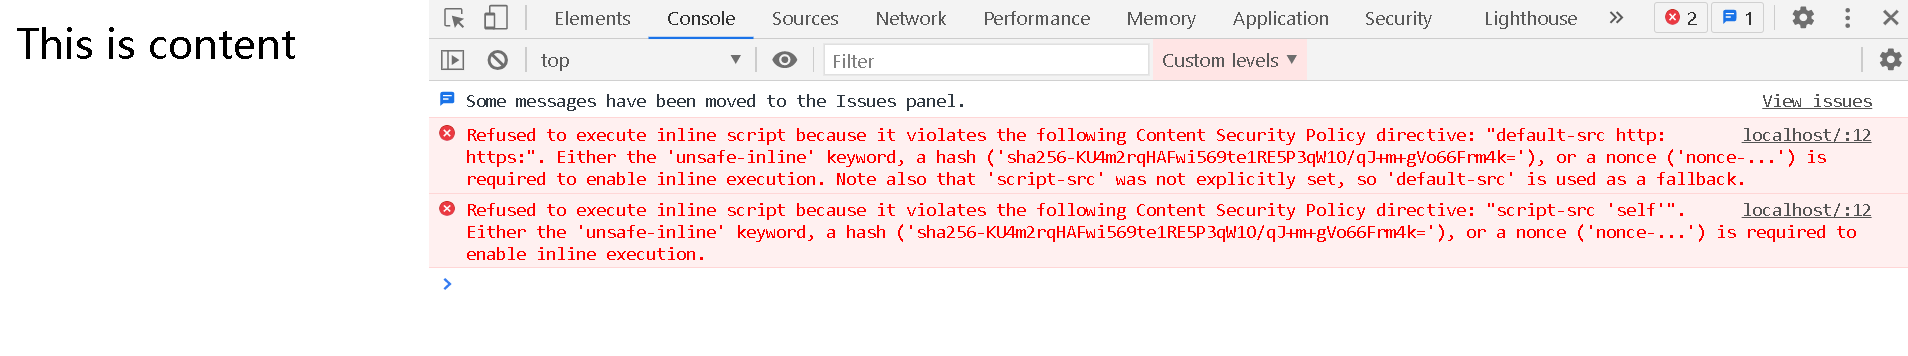 This is content
Elements Console Sources Network Performance Memory Application Security Lighthouse 2 1
top Filter Custom levels
Some messages have been moved to the Issues panel. View issues
Refused to execute inline script because it violates the following Content Security Policy directive: "default-src http: localhost/:12
https:". Either the 'unsafe-inline' keyword, a hash ('sha256-KU4m2rqHAFwi569te1RE5P3qW1O/qJ+m+gVo66Frm4k='), or a nonce ('nonce-...') is
required to enable inline execution. Note also that 'script-src' was not explicitly set, so 'default-src' is used as a fallback.
Refused to execute inline script because it violates the following Content Security Policy directive: "script-src 'self'". localhost/:12
Either the 'unsafe-inline' keyword, a hash ('sha256-KU4m2rqHAFwi569te1RE5P3qW1O/qJ+m+gVo66Frm4k='), or a nonce ('nonce-...') is required to
enable inline execution.